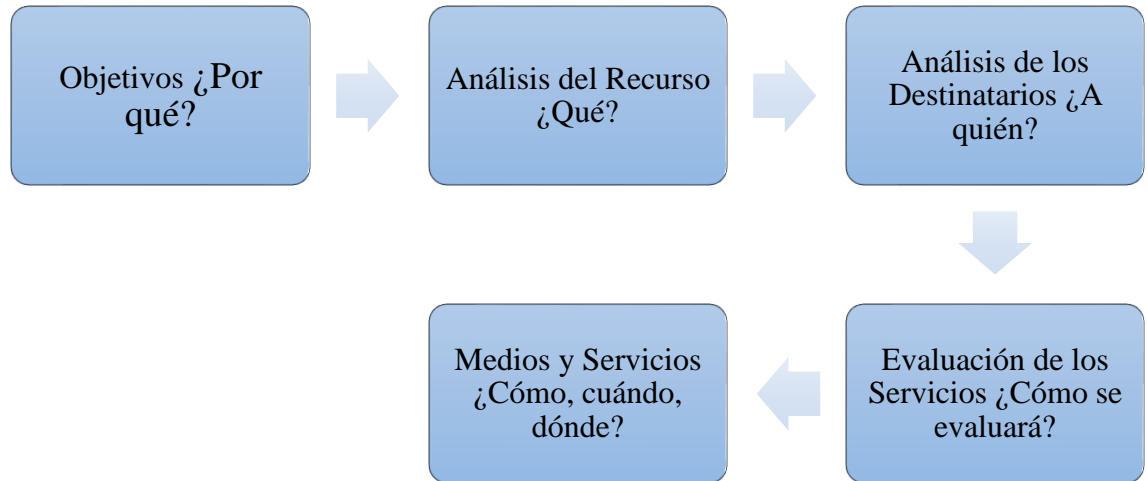 Objetivos ¿Por
qué?
Análisis del Recurso
¿Qué?
Análisis de los
Destinatarios ¿A
quién?
Evaluación de los
Servicios ¿Cómo se
evaluará?
Medios y Servicios
¿Cómo, cuándo,
dónde?